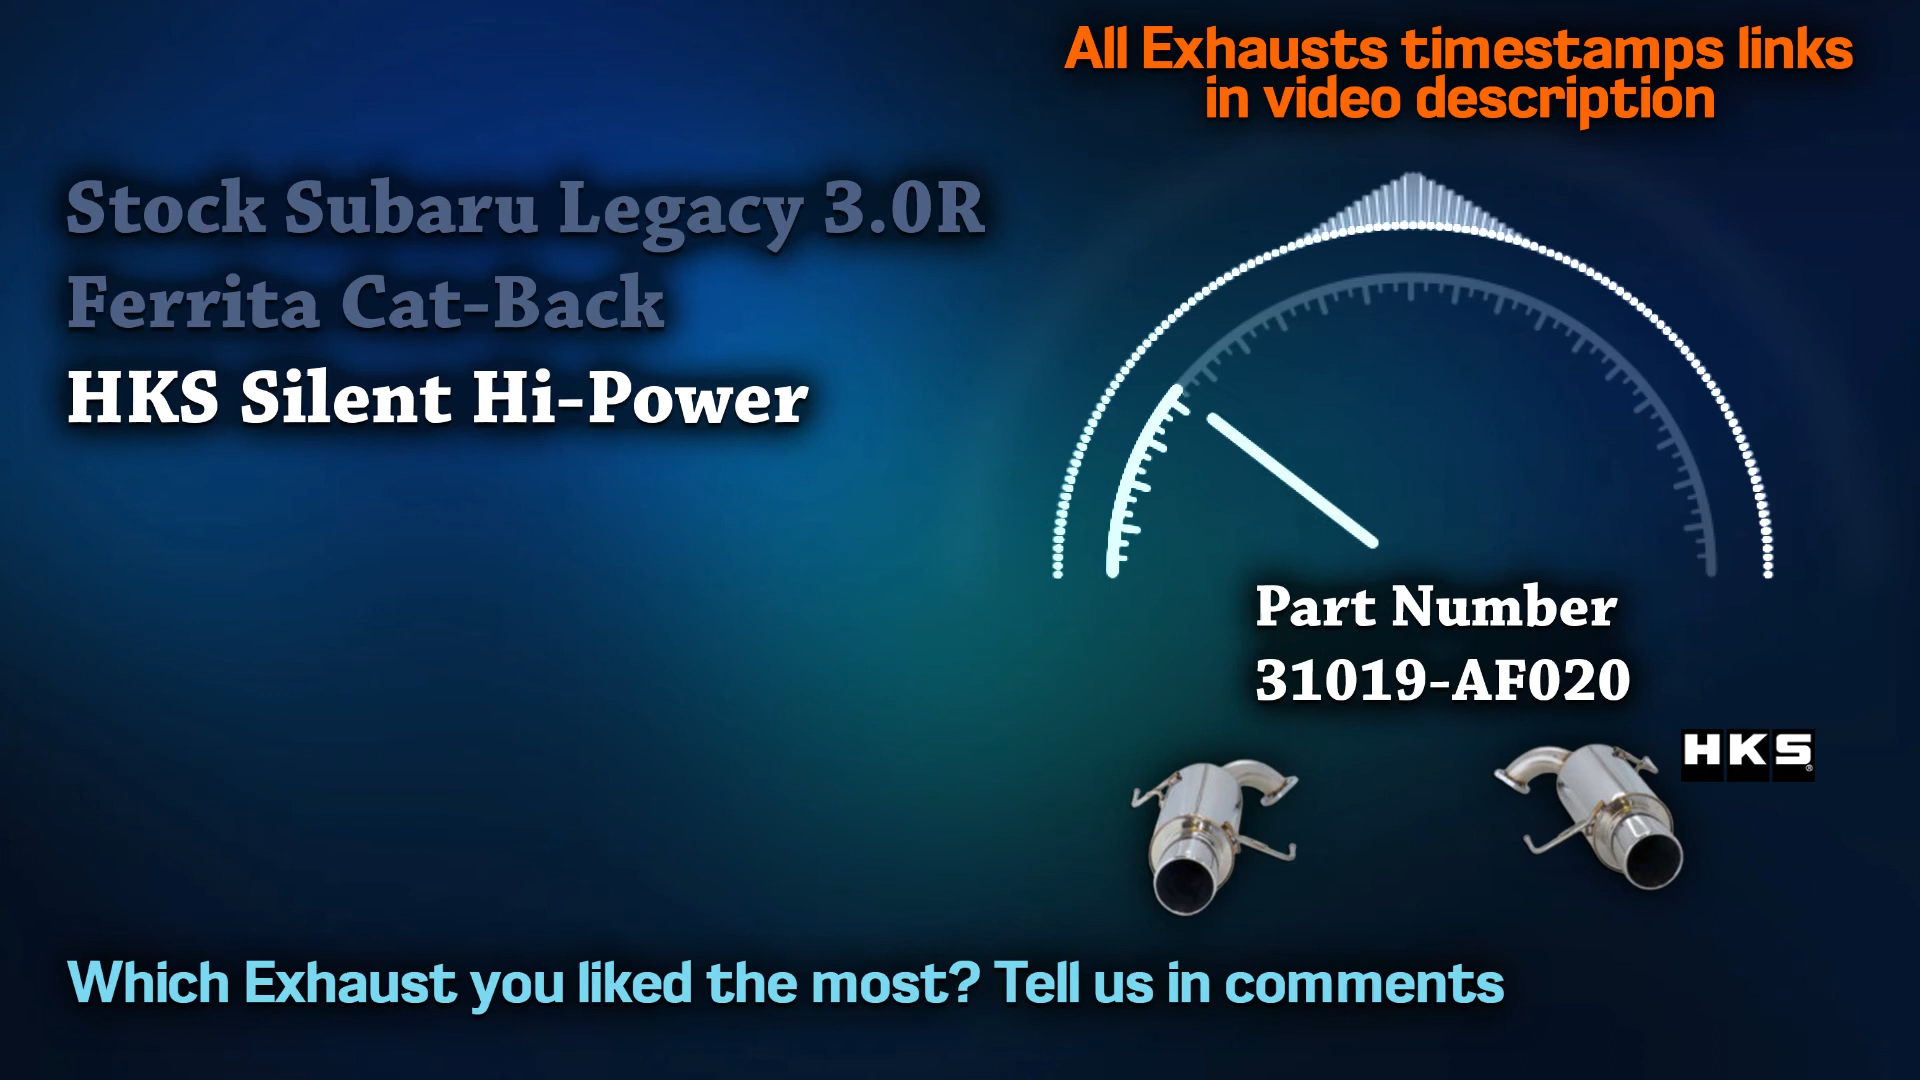 All Exhausts timestamps links
in video description
Stock Subaru Legacy 3.0R
Ferrita Cat-Back
HKS Silent Hi-Power
Part Number
31019-AF020
HKS®
Which Exhaust you liked the most? Tell us in comments